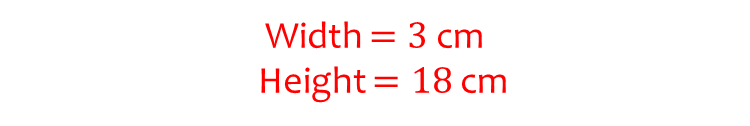 Width = 3 cm
Height = 18 cm